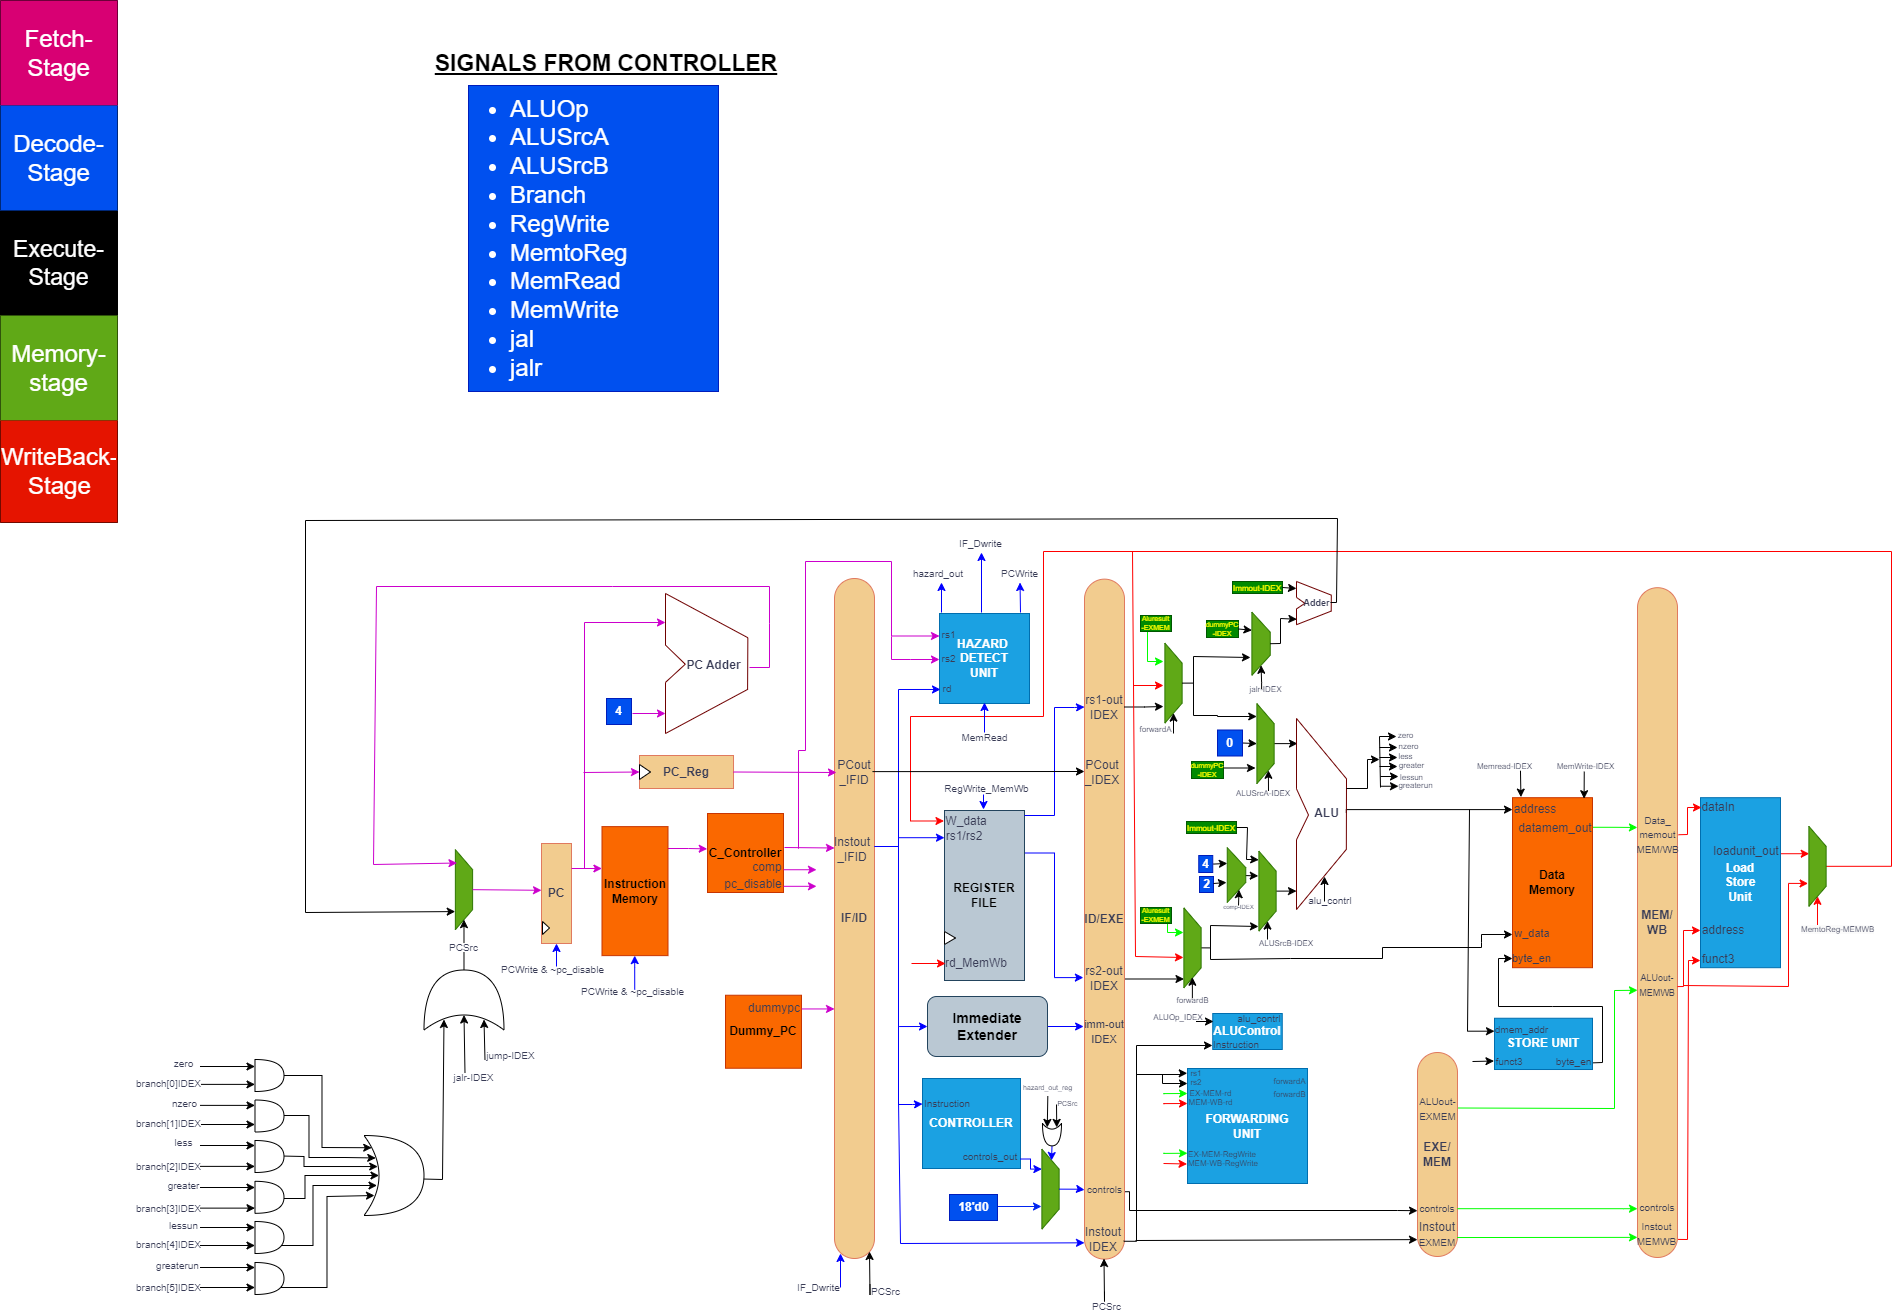 Fetch-
Stage
Decode-
Stage
Execute-
Stage
Memory-
stage
WriteBack-
Stage
SIGNALS FROM CONTROLLER
• ALUOp
• ALUSrcA
• ALUSrcB
• Branch
• RegWrite
• MemtoReg
• MemRead
• MemWrite
• jal
• jalr
PC Adder
4
PC_Reg
PC
Instruction
Memory
C_Controller
comp
pc_disable
PCSrc
PCWrite & ~pc_disable
PCWrite & ~pc_disable
dummypc
Dummy_PC
jump-IDEX
jalr-IDEX
zero
branch[0]IDEX
nzero
branch[1]IDEX
less
branch[2]IDEX
greater
branch[3]IDEX
lessun
branch[4]IDEX
greaterun
branch[5]IDEX
PCout
_IFID
Instout
_IFID
IF/ID
IF_Dwrite
PCSrc
IF_Dwrite
hazard_out
PCWrite
rs1
rs2
rd
HAZARD
DETECT
UNIT
MemRead
RegWrite_MemWb
W_data
rs1/rs2
REGISTER
FILE
rd_MemWb
Immediate
Extender
Instruction
CONTROLLER
controls_out
hazard_out_reg
PCSrc
18'd0
rs1-out
IDEX
PCout
_IDEX
ID/EXE
rs2-out
IDEX
imm-out
IDEX
controls
Instout
IDEX
PCSrc
Aluresult
-EXMEM
forwardA
Immout-IDEX
Adder
dummyPC
-IDEX
jalr-IDEX
0
dummyPC
-IDEX
ALUSrcA-IDEX
Immout-IDEX
4
2
comp-IDEX
ALUSrcB-IDEX
Aluresult
-EXMEM
forwardB
ALU
alu_contrl
zero
nzero
less
greater
lessun
greaterun
ALUOp_IDEX
alu_contrl
ALUControl
Instruction
rs1
rs2
EX-MEM-rd
MEM-WB-rd
forwardA
forwardB
FORWARDING
UNIT
EX-MEM-RegWrite
MEM-WB-RegWrite
Memread-IDEX
MemWrite-IDEX
address
datamem_out
Data
Memory
w_data
byte_en
dmem_addr
STORE UNIT
funct3
byte_en
ALUout-
EXMEM
EXE/
MEM
controls
Instout
EXMEM
Data_
memout
MEM/WB
MEM/
WB
ALUout-
MEMWB
controls
Instout
MEMWB
dataIn
loadunit_out
Load
Store
Unit
address
funct3
MemtoReg-MEMWB